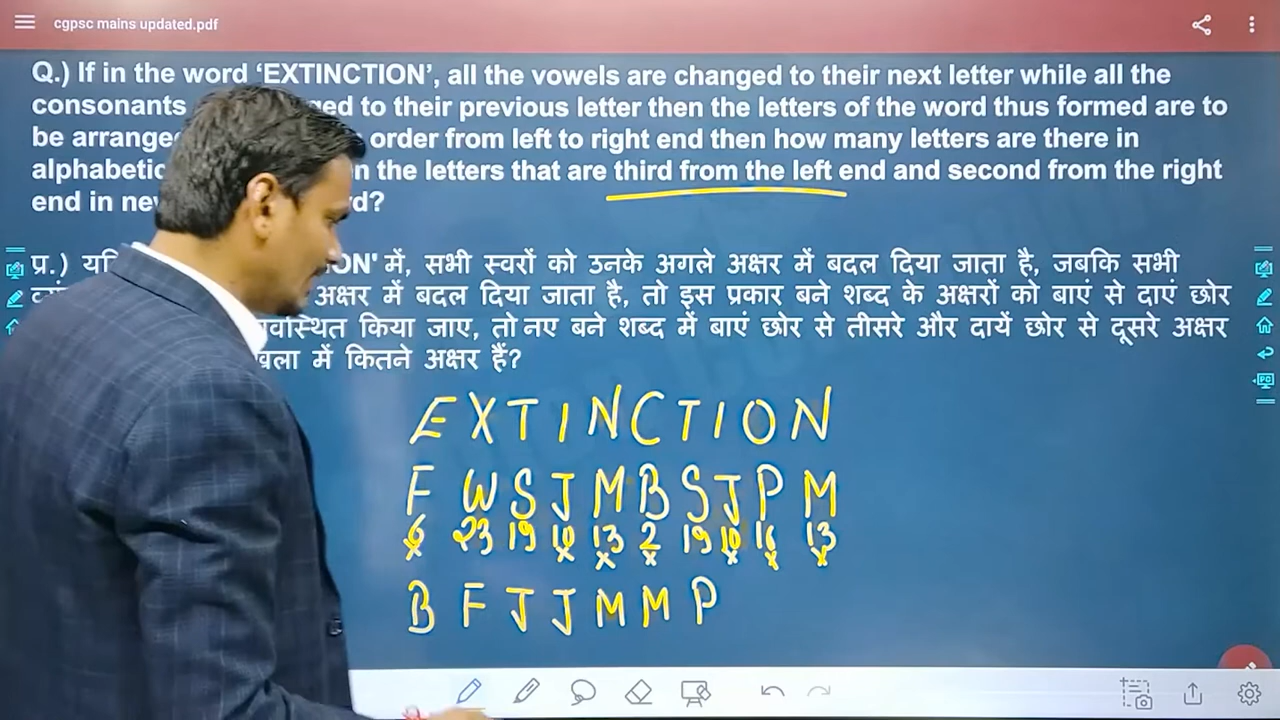 cgpsc mains updated.pdf
Q.) If in the word ‘EXTINCTION’, all the vowels are changed to their next letter while all the
consonants ged to their previous letter then the letters of the word thus formed are to
be arrange order from left to right end then how many letters are there in
alphabetic n the letters that are third from the left end and second from the right
end in ne d?
प्र.) यदि ION' में, सभी स्वरों को उनके अगले अक्षर में बदल दिया जाता है, जबकि सभी
अक्षर में बदल दिया जाता है, तो इस प्रकार बने शब्द के अक्षरों को बाएं से दाएं छोर
वस्थित किया जाए, तो नए बने शब्द में बाएं छोर से तीसरे और दायें छोर से दूसरे अक्षर
खला में कितने अक्षर हैं?
E X T I N C T I O N
F W S J M B S J P M
6 23 19 10 13 2 19 10 16 13
x x x x x x x
B F J J M M P